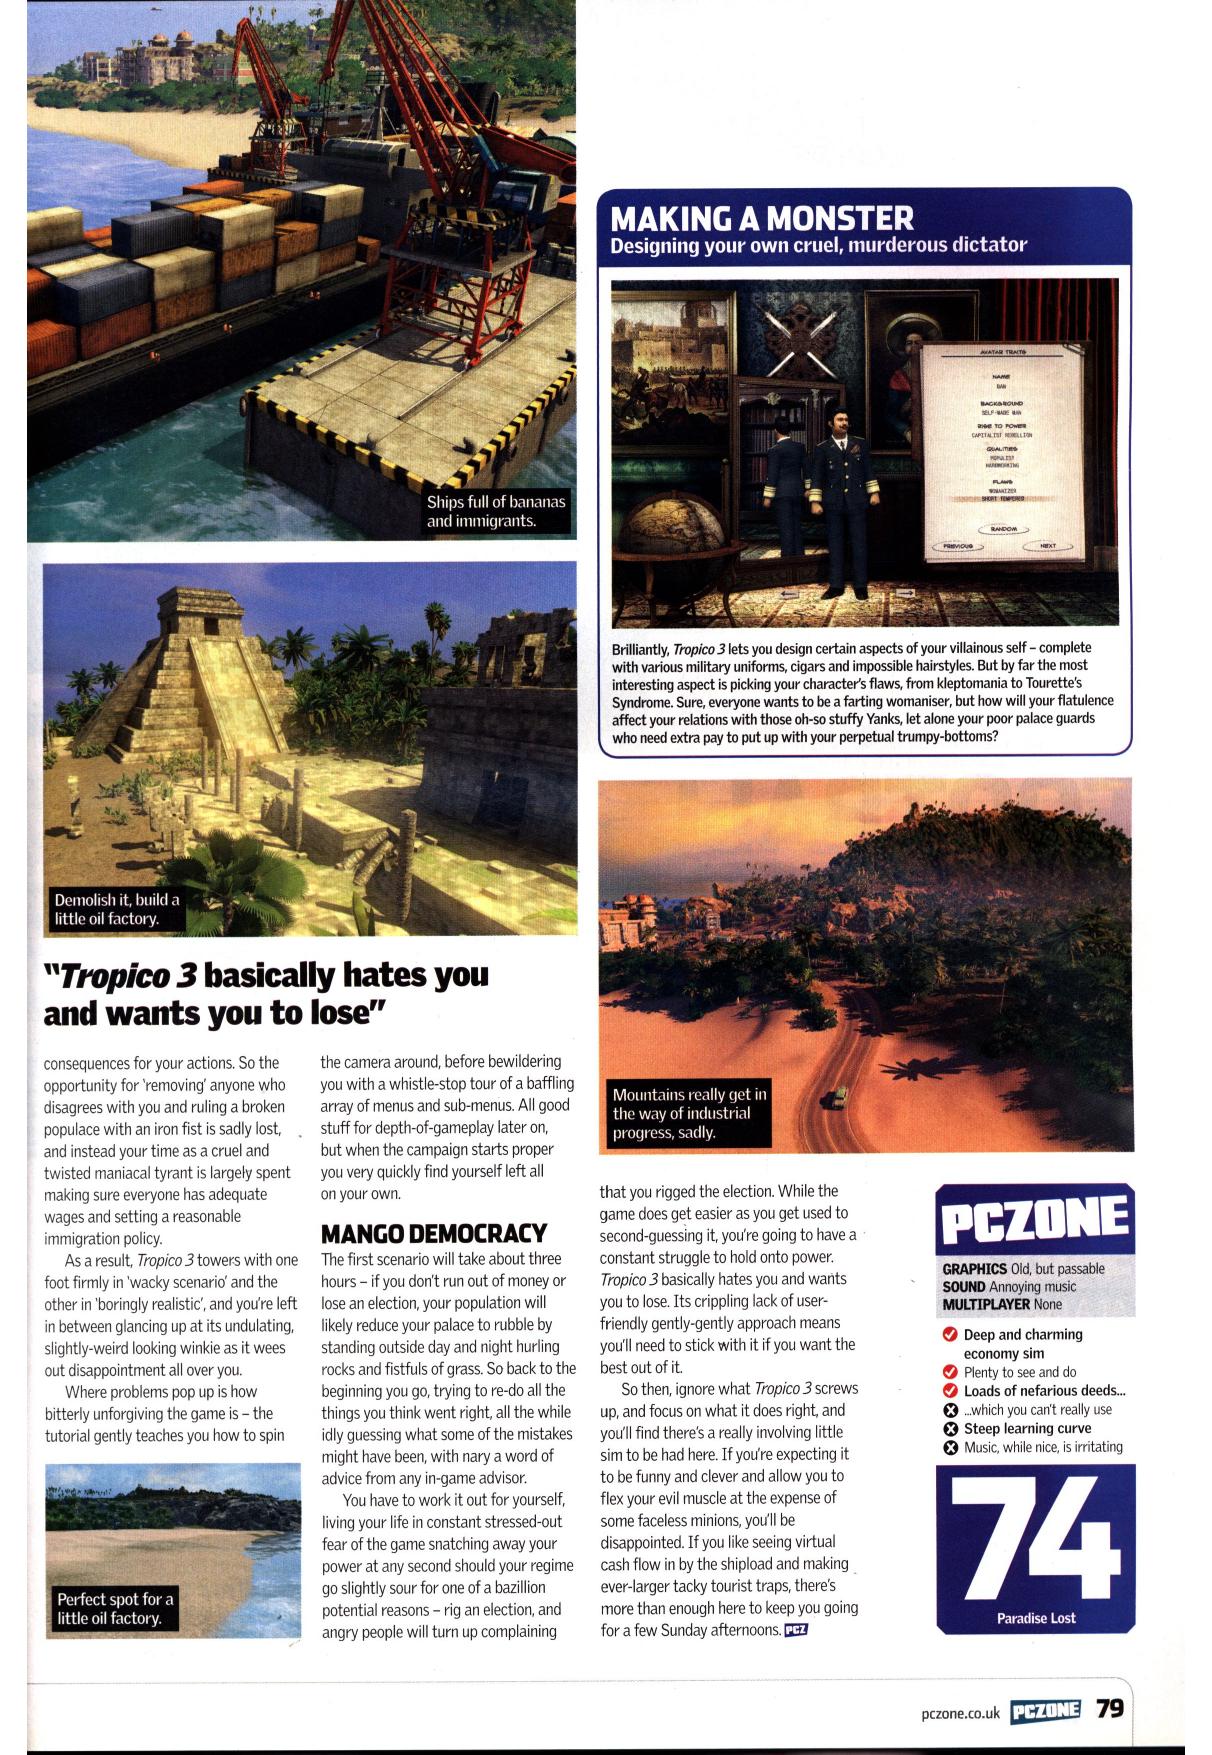 Ships full of bananas
and immigrants.
Demolish it, build a
little oil factory.
"Tropico 3 basically hates you
and wants you to lose"
consequences for your actions. So the
opportunity for 'removing' anyone who
disagrees with you and ruling a broken
populace with an iron fist is sadly lost,
and instead your time as a cruel and
twisted maniacal tyrant is largely spent
making sure everyone has adequate
wages and setting a reasonable
immigration policy.
As a result, Tropico 3 towers with one
foot firmly in 'wacky scenario' and the
other in 'boringly realistic', and you're left
in between glancing up at its undulating,
slightly-weird looking winkie as it wees
out disappointment all over you.
Where problems pop up is how
bitterly unforgiving the game is – the
tutorial gently teaches you how to spin
Perfect spot for a
little oil factory.
the camera around, before bewildering
you with a whistle-stop tour of a baffling
array of menus and sub-menus. All good
stuff for depth-of-gameplay later on,
but when the campaign starts proper
you very quickly find yourself left all
on your own.
MANGO DEMOCRACY
The first scenario will take about three
hours – if you don't run out of money or
lose an election, your population will
likely reduce your palace to rubble by
standing outside day and night hurling
rocks and fistfuls of grass. So back to the
beginning you go, trying to re-do all the
things you think went right, all the while
idly guessing what some of the mistakes
might have been, with nary a word of
advice from any in-game advisor.
You have to work it out for yourself,
living your life in constant stressed-out
fear of the game snatching away your
power at any second should your regime
go slightly sour for one of a bazillion
potential reasons – rig an election, and
angry people will turn up complaining
MAKING A MONSTER
Designing your own cruel, murderous dictator
AVATAR TRAITS
NAME
DAN
BACKGROUND
SELF-MADE MAN
RISE TO POWER
CAPITALIST REBELLION
QUALITIES
POPULIST
HARDWORKING
FLAWS
WOMANIZER
SHORT TEMPERED
RANDOM
PREVIOUS
NEXT
Brilliantly, Tropico 3 lets you design certain aspects of your villainous self – complete
with various military uniforms, cigars and impossible hairstyles. But by far the most
interesting aspect is picking your character's flaws, from kleptomania to Tourette's
Syndrome. Sure, everyone wants to be a farting womaniser, but how will your flatulence
affect your relations with those oh-so stuffy Yanks, let alone your poor palace guards
who need extra pay to put up with your perpetual trumpy-bottoms?
Mountains really get in
the way of industrial
progress, sadly.
that you rigged the election. While the
game does get easier as you get used to
second-guessing it, you're going to have a
constant struggle to hold onto power.
Tropico 3 basically hates you and wants
you to lose. Its crippling lack of user-
friendly gently-gently approach means
you'll need to stick with it if you want the
best out of it.
So then, ignore what Tropico 3 screws
up, and focus on what it does right, and
you'll find there's a really involving little
sim to be had here. If you're expecting it
to be funny and clever and allow you to
flex your evil muscle at the expense of
some faceless minions, you'll be
disappointed. If you like seeing virtual
cash flow in by the shipload and making
ever-larger tacky tourist traps, there's
more than enough here to keep you going
for a few Sunday afternoons. PCZ
PCZONE
GRAPHICS Old, but passable
SOUND Annoying music
MULTIPLAYER None
Deep and charming
economy sim
Plenty to see and do
Loads of nefarious deeds...
...which you can't really use
Steep learning curve
Music, while nice, is irritating
74
Paradise Lost
pczone.co.uk PCZONE 79